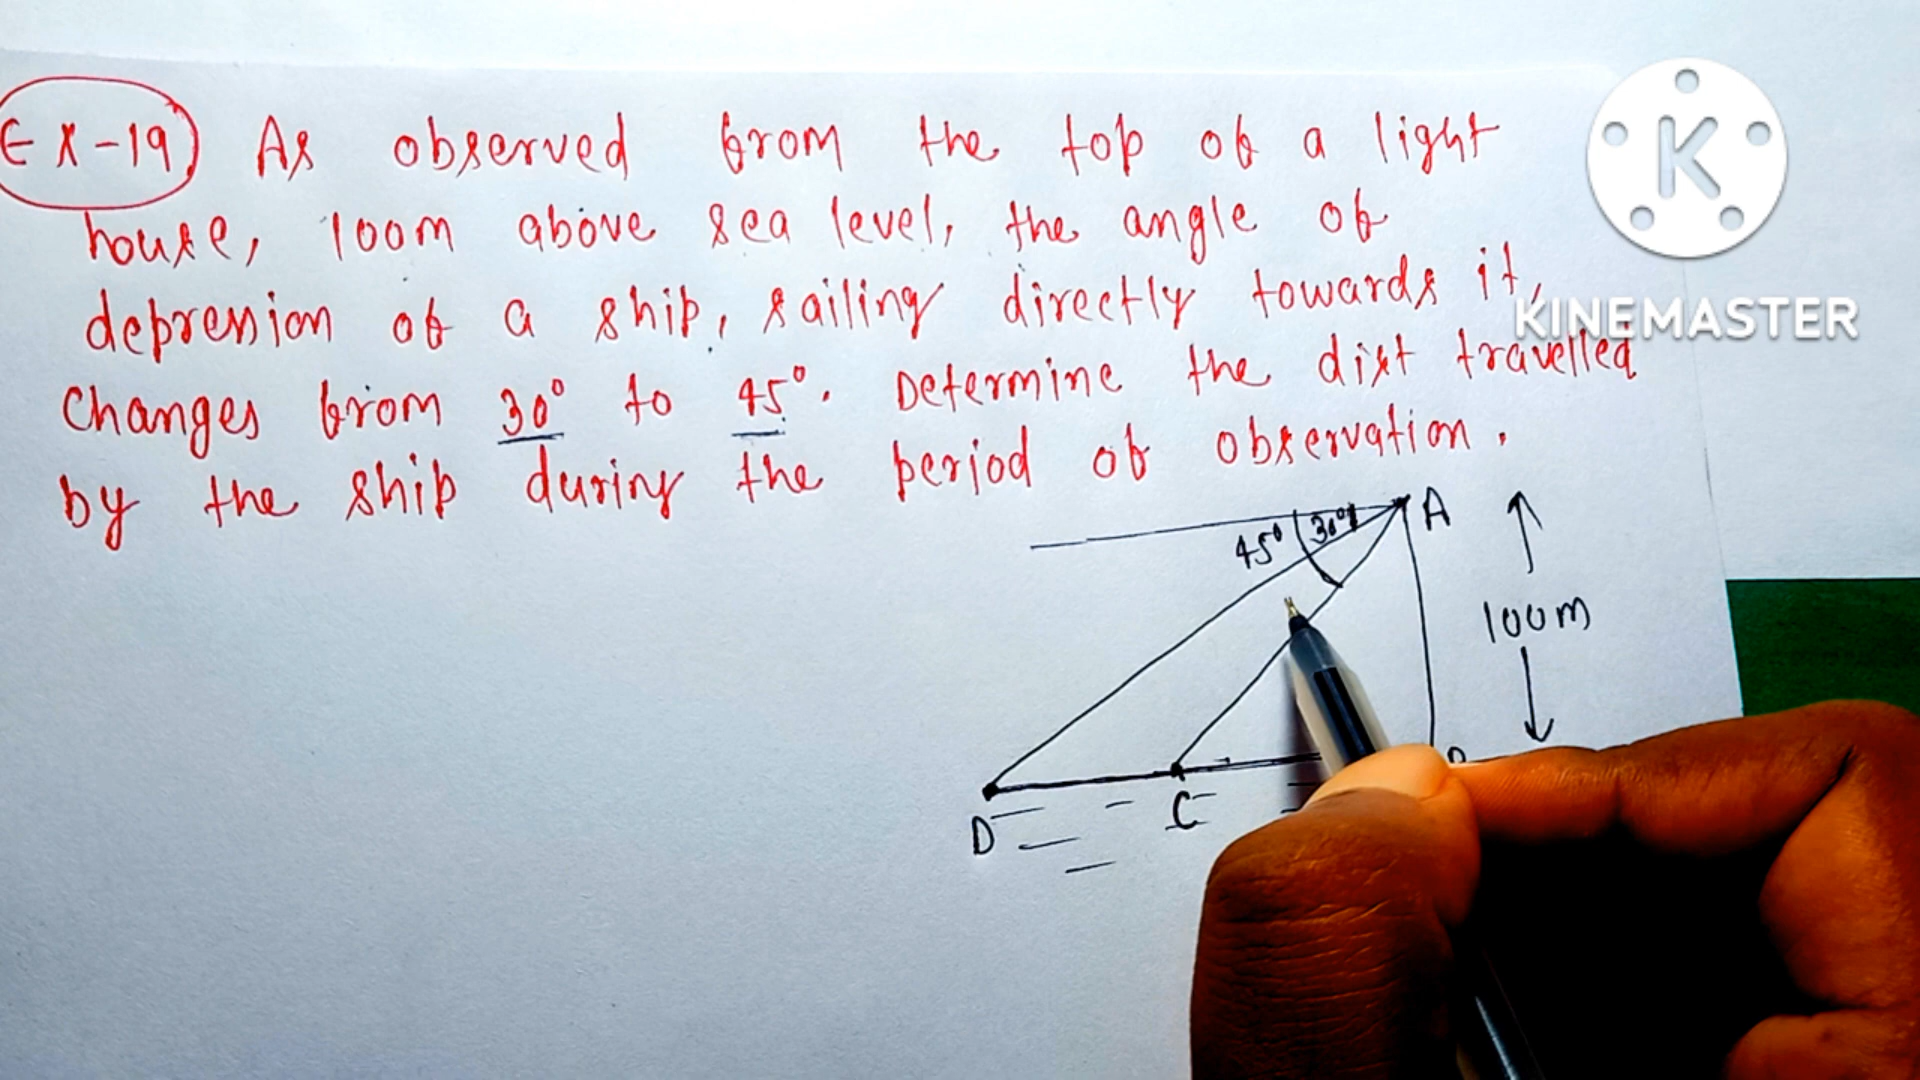 Ex-19) As observed from the top of a light
house, 100m above sea level, the angle of
depression of a ship, sailing directly towards it,
changes from 30° to 45°. Determine the dist travelled
by the ship during the period of observation.
K
KINEMASTER
A
45° 30°
100m
D
C